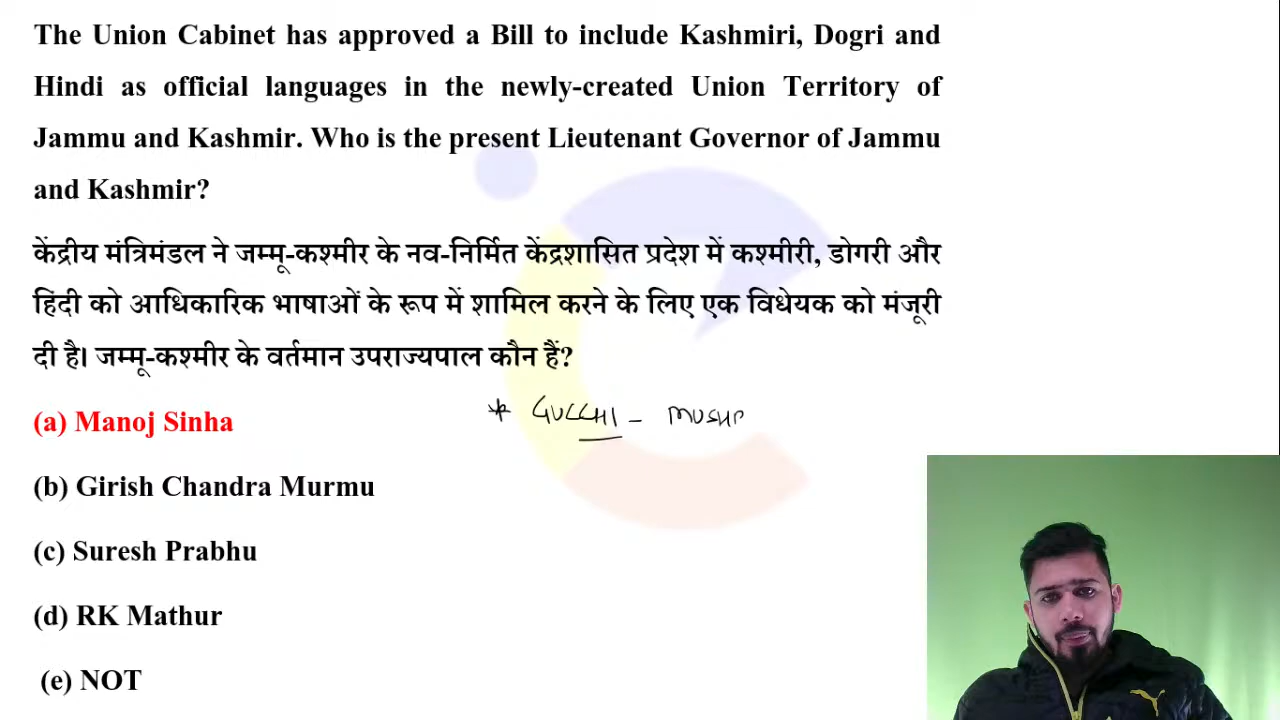 The Union Cabinet has approved a Bill to include Kashmiri, Dogri and
Hindi as official languages in the newly-created Union Territory of
Jammu and Kashmir. Who is the present Lieutenant Governor of Jammu
and Kashmir?
केंद्रीय मंत्रिमंडल ने जम्मू-कश्मीर के नव-निर्मित केंद्रशासित प्रदेश में कश्मीरी, डोगरी और
हिंदी को आधिकारिक भाषाओं के रूप में शामिल करने के लिए एक विधेयक को मंजूरी
दी है। जम्मू-कश्मीर के वर्तमान उपराज्यपाल कौन हैं?
(a) Manoj Sinha
* GUCCHI -
(b) Girish Chandra Murmu
(c) Suresh Prabhu
(d) RK Mathur
(e) NOT